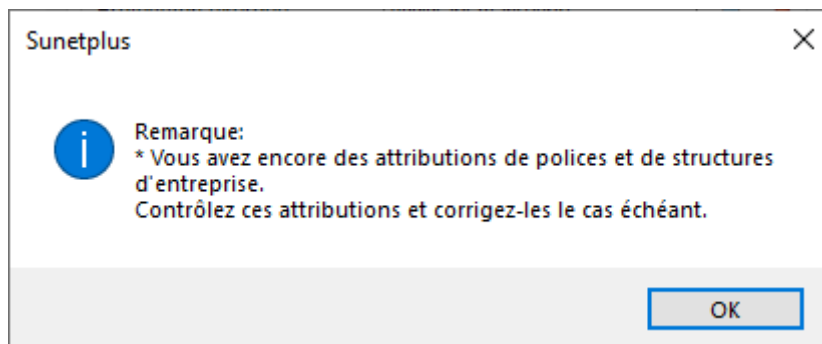 Sunetplus
Remarque:
* Vous avez encore des attributions de polices et de structures
d'entreprise.
Contrôlez ces attributions et corrigez-les le cas échéant.
OK